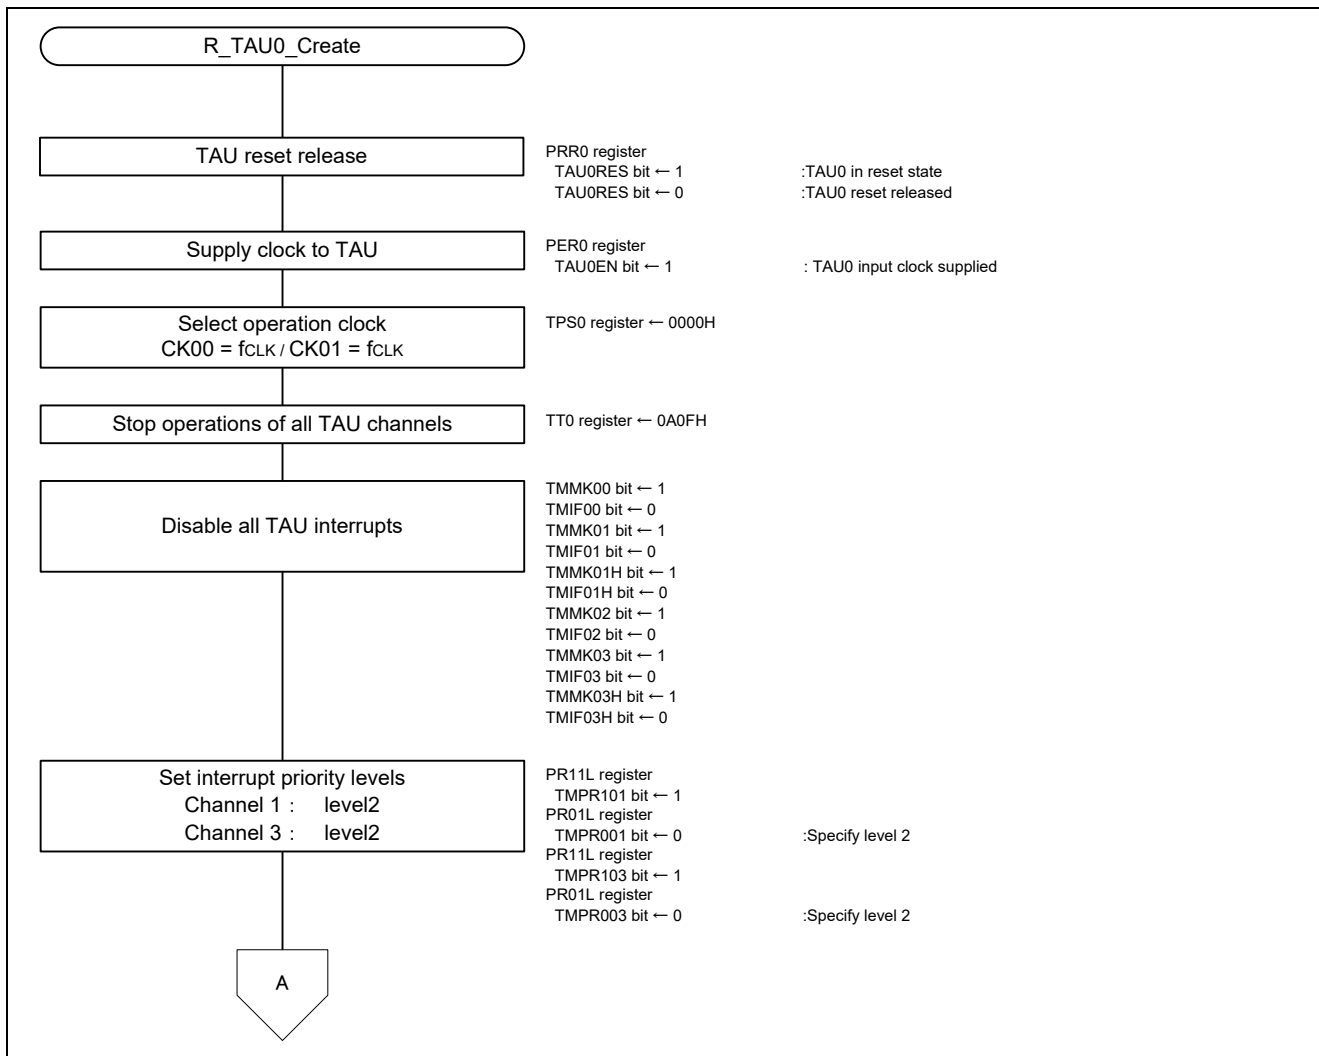 R_TAU0_Create
TAU reset release
PRR0 register
TAU0RES bit ← 1 :TAU0 in reset state
TAU0RES bit ← 0 :TAU0 reset released
Supply clock to TAU
PER0 register
TAU0EN bit ← 1 : TAU0 input clock supplied
Select operation clock
CK00 = fCLK / CK01 = fCLK
TPS0 register ← 0000H
Stop operations of all TAU channels
TT0 register ← 0A0FH
Disable all TAU interrupts
TMMK00 bit ← 1
TMIF00 bit ← 0
TMMK01 bit ← 1
TMIF01 bit ← 0
TMMK01H bit ← 1
TMIF01H bit ← 0
TMMK02 bit ← 1
TMIF02 bit ← 0
TMMK03 bit ← 1
TMIF03 bit ← 0
TMMK03H bit ← 1
TMIF03H bit ← 0
Set interrupt priority levels
Channel 1 : level2
Channel 3 : level2
PR11L register
TMPR101 bit ← 1
PR01L register
TMPR001 bit ← 0 :Specify level 2
PR11L register
TMPR103 bit ← 1
PR01L register
TMPR003 bit ← 0 :Specify level 2
A